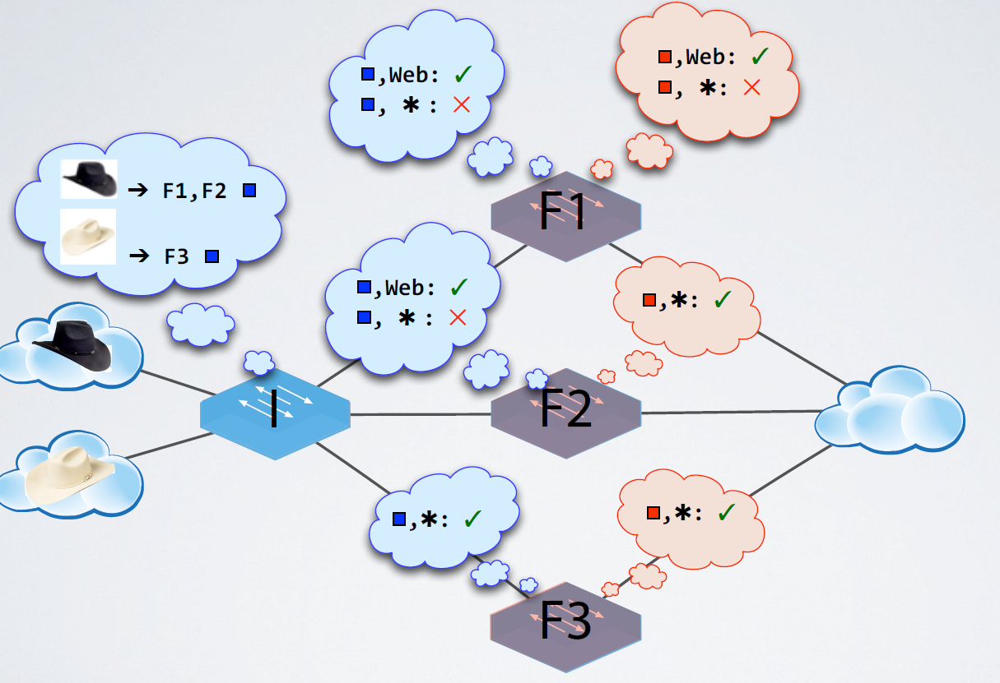 ■,Web: ✓
■, * : ×
■,Web: ✓
■, *: ×
→ F1,F2 ■
→ F3 ■
F1
■,Web: ✓
■, * : ×
■,*: ✓
I
F2
■,*: ✓
■,*: ✓
F3